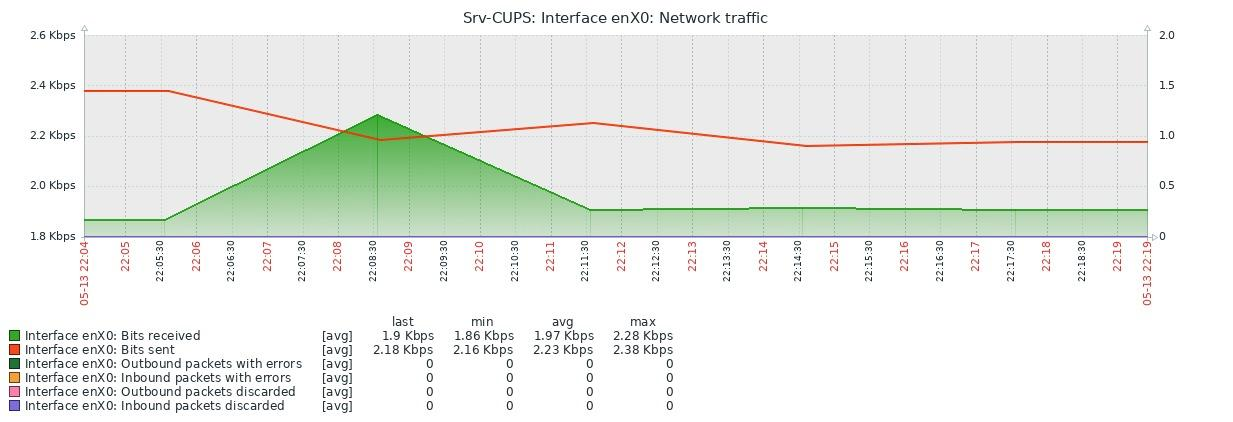 Srv-CUPS: Interface enX0: Network traffic
2.6 Kbps 2.0
2.4 Kbps 1.5
2.2 Kbps 1.0
2.0 Kbps 0.5
1.8 Kbps 0
05-13 22:04 22:05 22:05:30 22:06 22:06:30 22:07 22:07:30 22:08 22:08:30 22:09 22:09:30 22:10 22:10:30 22:11 22:11:30 22:12 22:12:30 22:13 22:13:30 22:14 22:14:30 22:15 22:15:30 22:16 22:16:30 22:17 22:17:30 22:18 22:18:30 22:19 05-13 22:19
last min avg max
Interface enX0: Bits received [avg] 1.9 Kbps 1.86 Kbps 1.97 Kbps 2.28 Kbps
Interface enX0: Bits sent [avg] 2.18 Kbps 2.16 Kbps 2.23 Kbps 2.38 Kbps
Interface enX0: Outbound packets with errors [avg] 0 0 0 0
Interface enX0: Inbound packets with errors [avg] 0 0 0 0
Interface enX0: Outbound packets discarded [avg] 0 0 0 0
Interface enX0: Inbound packets discarded [avg] 0 0 0 0